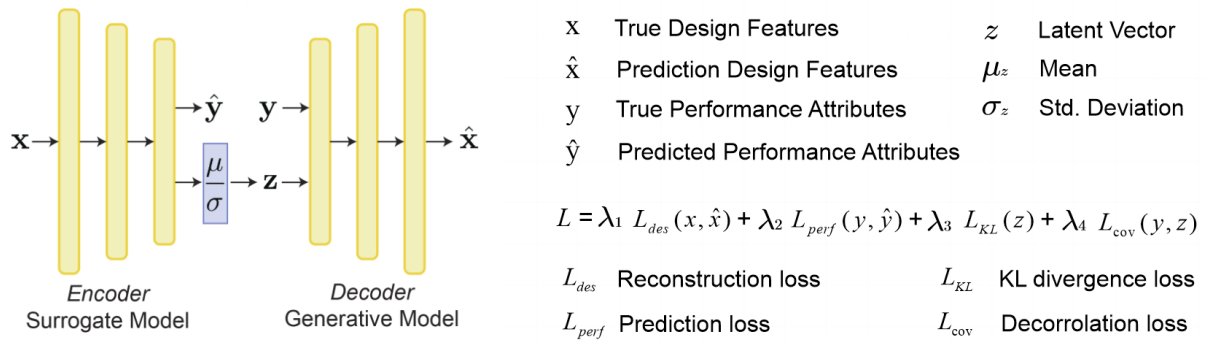 x
ŷ
μ
σ
y
z
x̂
Encoder
Surrogate Model
Decoder
Generative Model
x True Design Features
x̂ Prediction Design Features
y True Performance Attributes
ŷ Predicted Performance Attributes
z Latent Vector
μz Mean
σz Std. Deviation
L = λ1 Ldes (x, x̂) + λ2 Lperf (y, ŷ) + λ3 LKL (z) + λ4 Lcov (y, z)
Ldes Reconstruction loss
Lperf Prediction loss
LKL KL divergence loss
Lcov Decorrolation loss